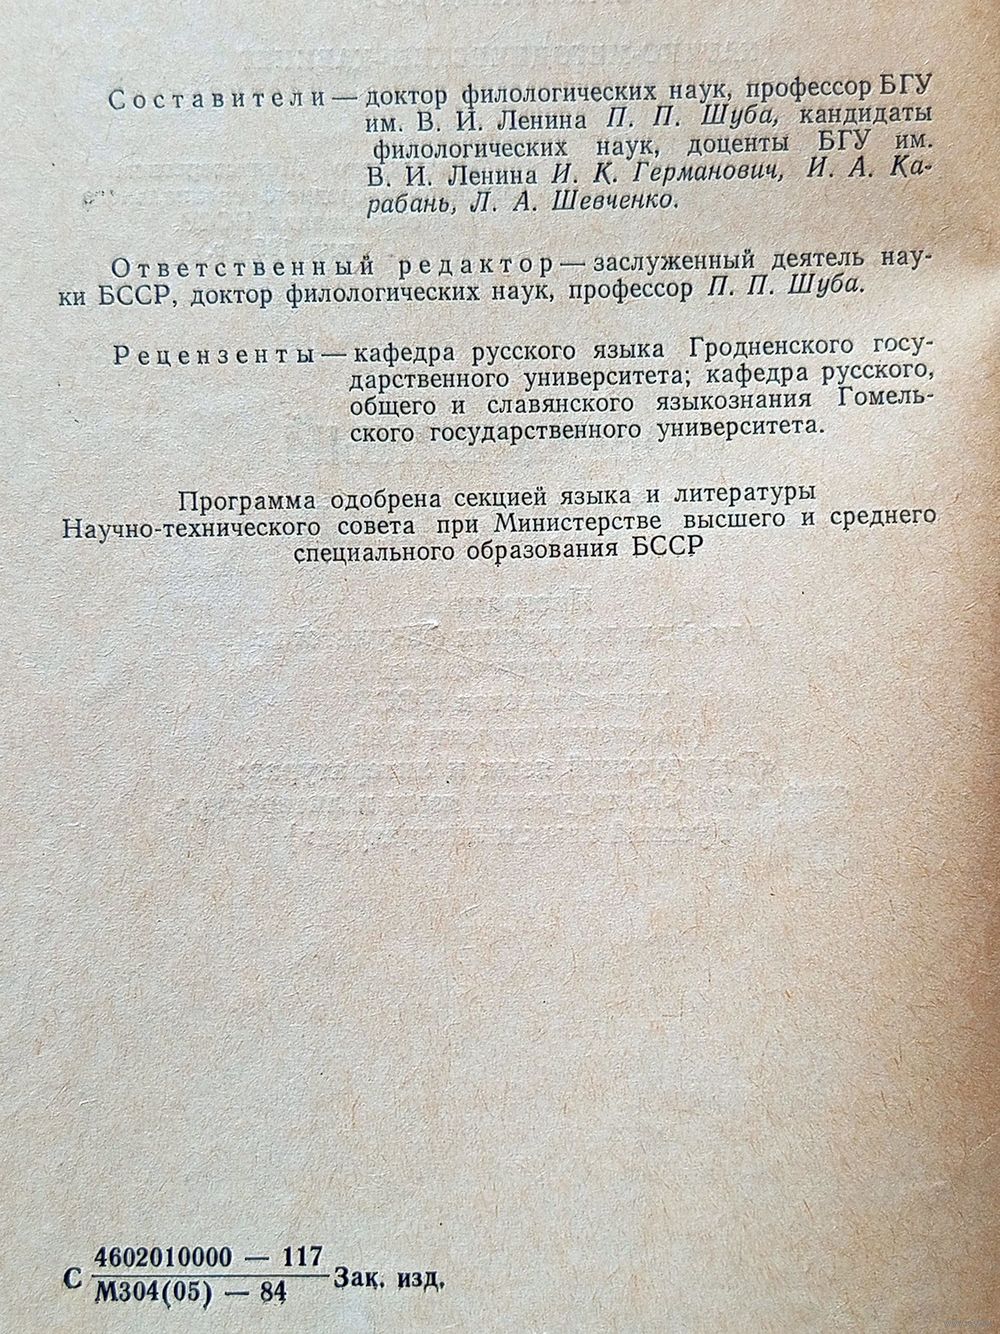 Составители — доктор филологических наук, профессор БГУ
им. В. И. Ленина П. П. Шуба, кандидаты
филологических наук, доценты БГУ им.
В. И. Ленина И. К. Германович, И. А. Ка-
рабань, Л. А. Шевченко.
Ответственный редактор — заслуженный деятель нау-
ки БССР, доктор филологических наук, профессор П. П. Шуба.
Рецензенты — кафедра русского языка Гродненского госу-
дарственного университета; кафедра русского,
общего и славянского языкознания Гомель-
ского государственного университета.
Программа одобрена секцией языка и литературы
Научно-технического совета при Министерстве высшего и среднего
специального образования БССР
4602010000 — 117
С Зак. изд.
М304(05) — 84